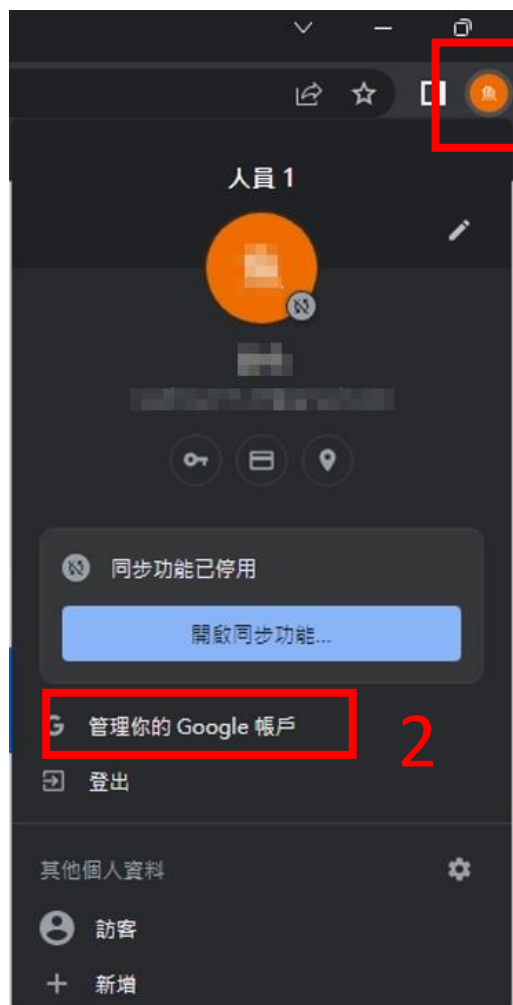 魚
人員 1
同步功能已停用
開啟同步功能...
管理你的 Google 帳戶
2
登出
其他個人資料
訪客
新增